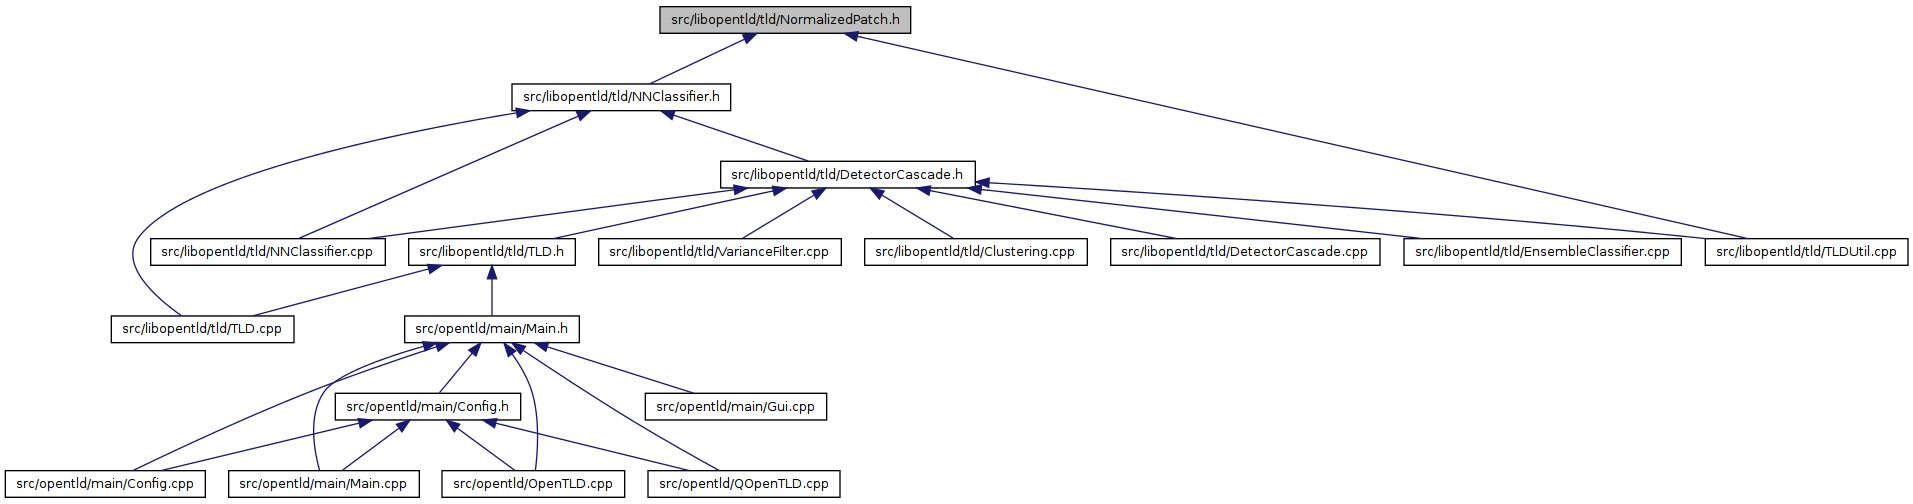 src/libopentld/tld/NormalizedPatch.h
src/libopentld/tld/NNClassifier.h
src/libopentld/tld/DetectorCascade.h
src/libopentld/tld/NNClassifier.cpp
src/libopentld/tld/TLD.h
src/libopentld/tld/VarianceFilter.cpp
src/libopentld/tld/Clustering.cpp
src/libopentld/tld/DetectorCascade.cpp
src/libopentld/tld/EnsembleClassifier.cpp
src/libopentld/tld/TLDUtil.cpp
src/libopentld/tld/TLD.cpp
src/opentld/main/Main.h
src/opentld/main/Config.h
src/opentld/main/Gui.cpp
src/opentld/main/Config.cpp
src/opentld/main/Main.cpp
src/opentld/OpenTLD.cpp
src/opentld/QOpenTLD.cpp